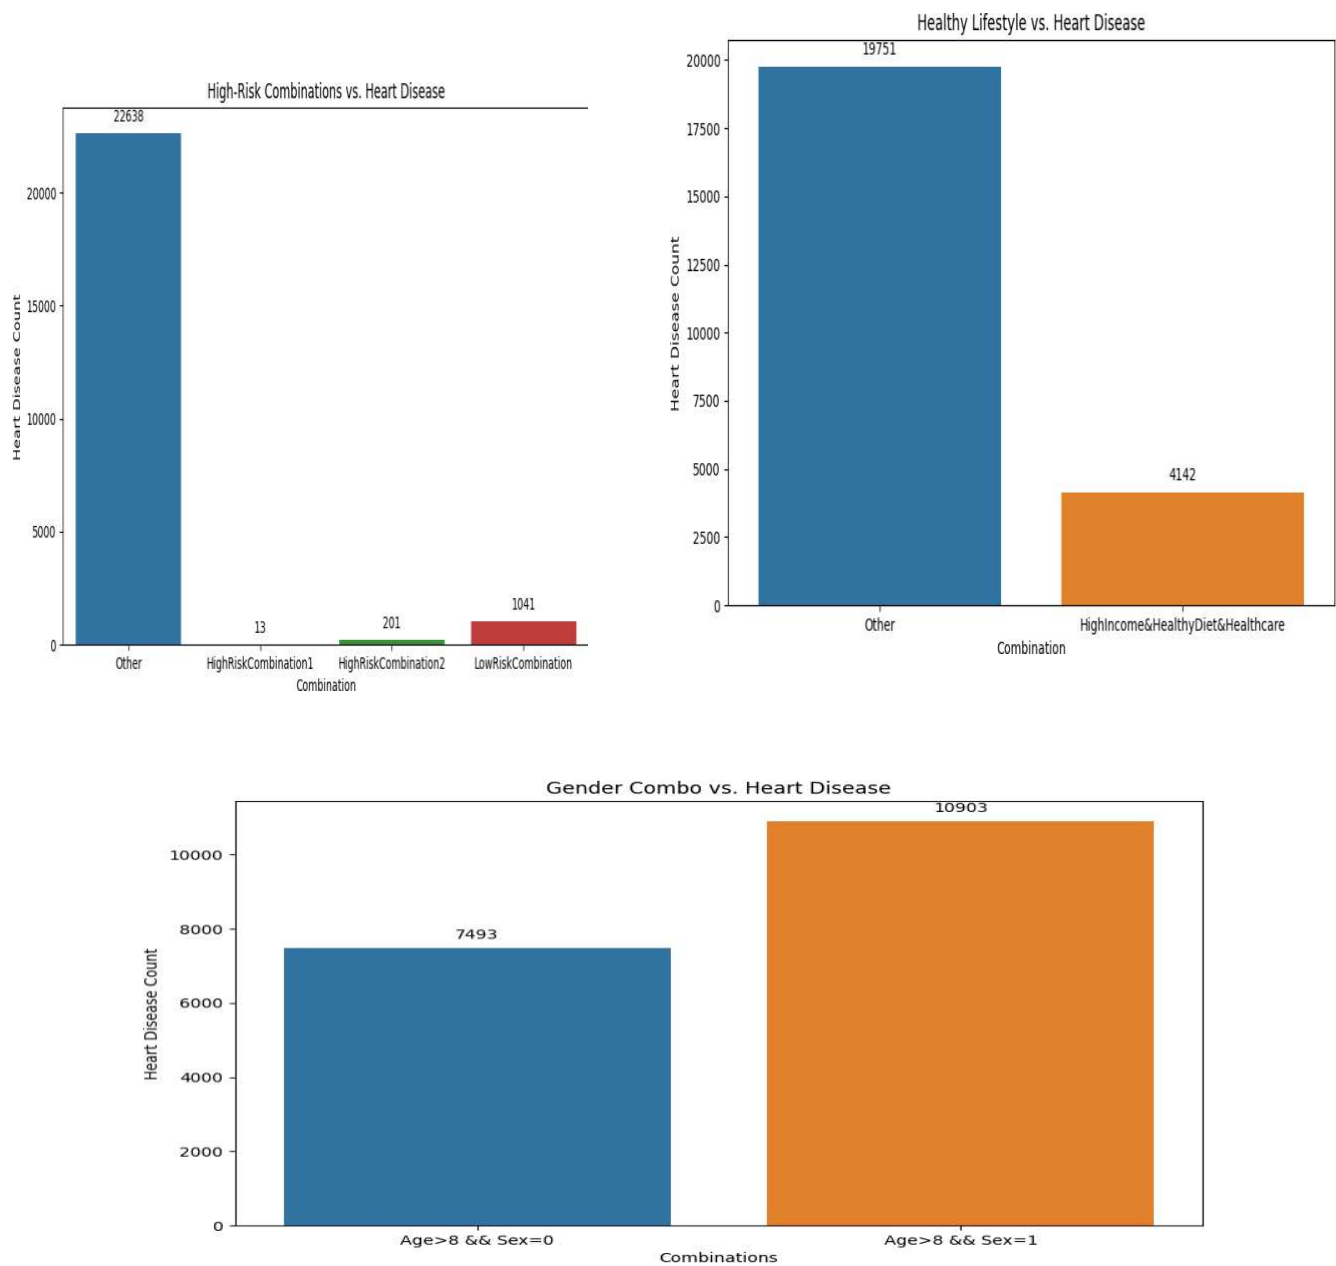 High-Risk Combinations vs. Heart Disease
22638
20000
15000
10000
5000
0
13
201
1041
Heart Disease Count
Other
HighRiskCombination1
HighRiskCombination2
LowRiskCombination
Combination
Healthy Lifestyle vs. Heart Disease
19751
20000
17500
15000
12500
10000
7500
5000
2500
0
4142
Heart Disease Count
Other
HighIncome&HealthyDiet&Healthcare
Combination
Gender Combo vs. Heart Disease
10903
7493
10000
8000
6000
4000
2000
0
Heart Disease Count
Age>8 && Sex=0
Age>8 && Sex=1
Combinations